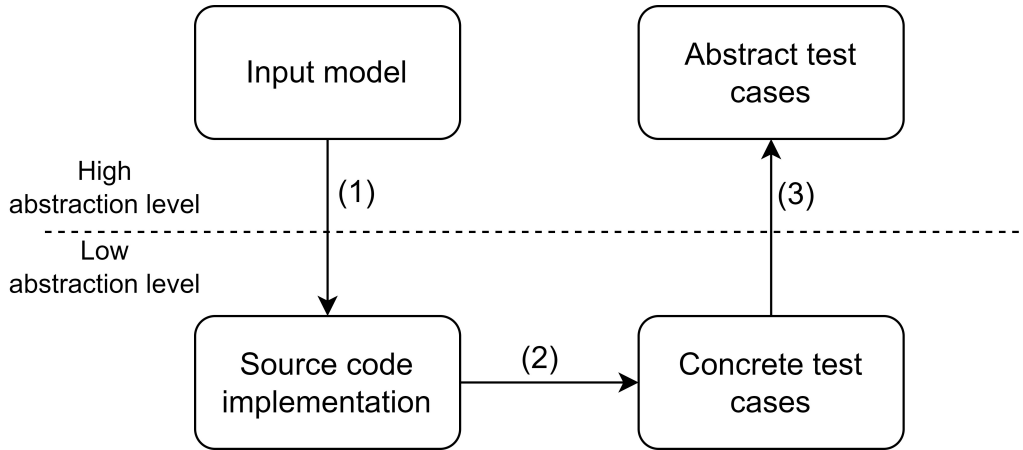 Input model
Abstract test
cases
High
abstraction level
(1)
(3)
Low
abstraction level
Source code
implementation
(2)
Concrete test
cases